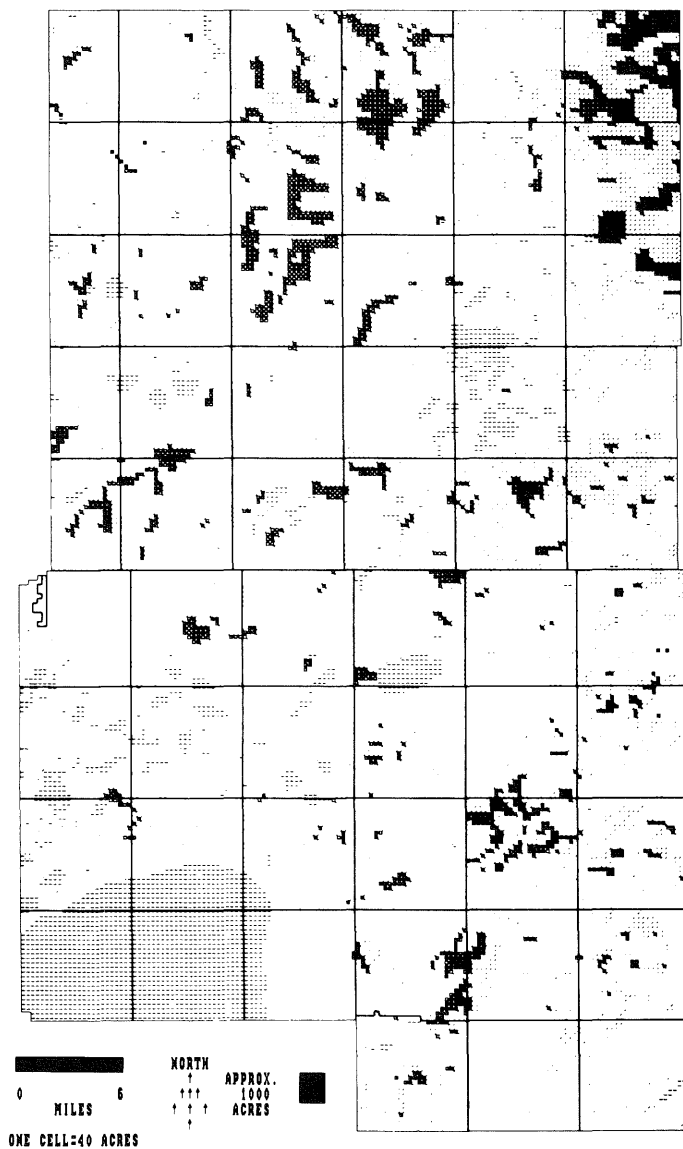 NORTH
APPROX.
1000
ACRES
0 6
MILES
ONE CELL=40 ACRES